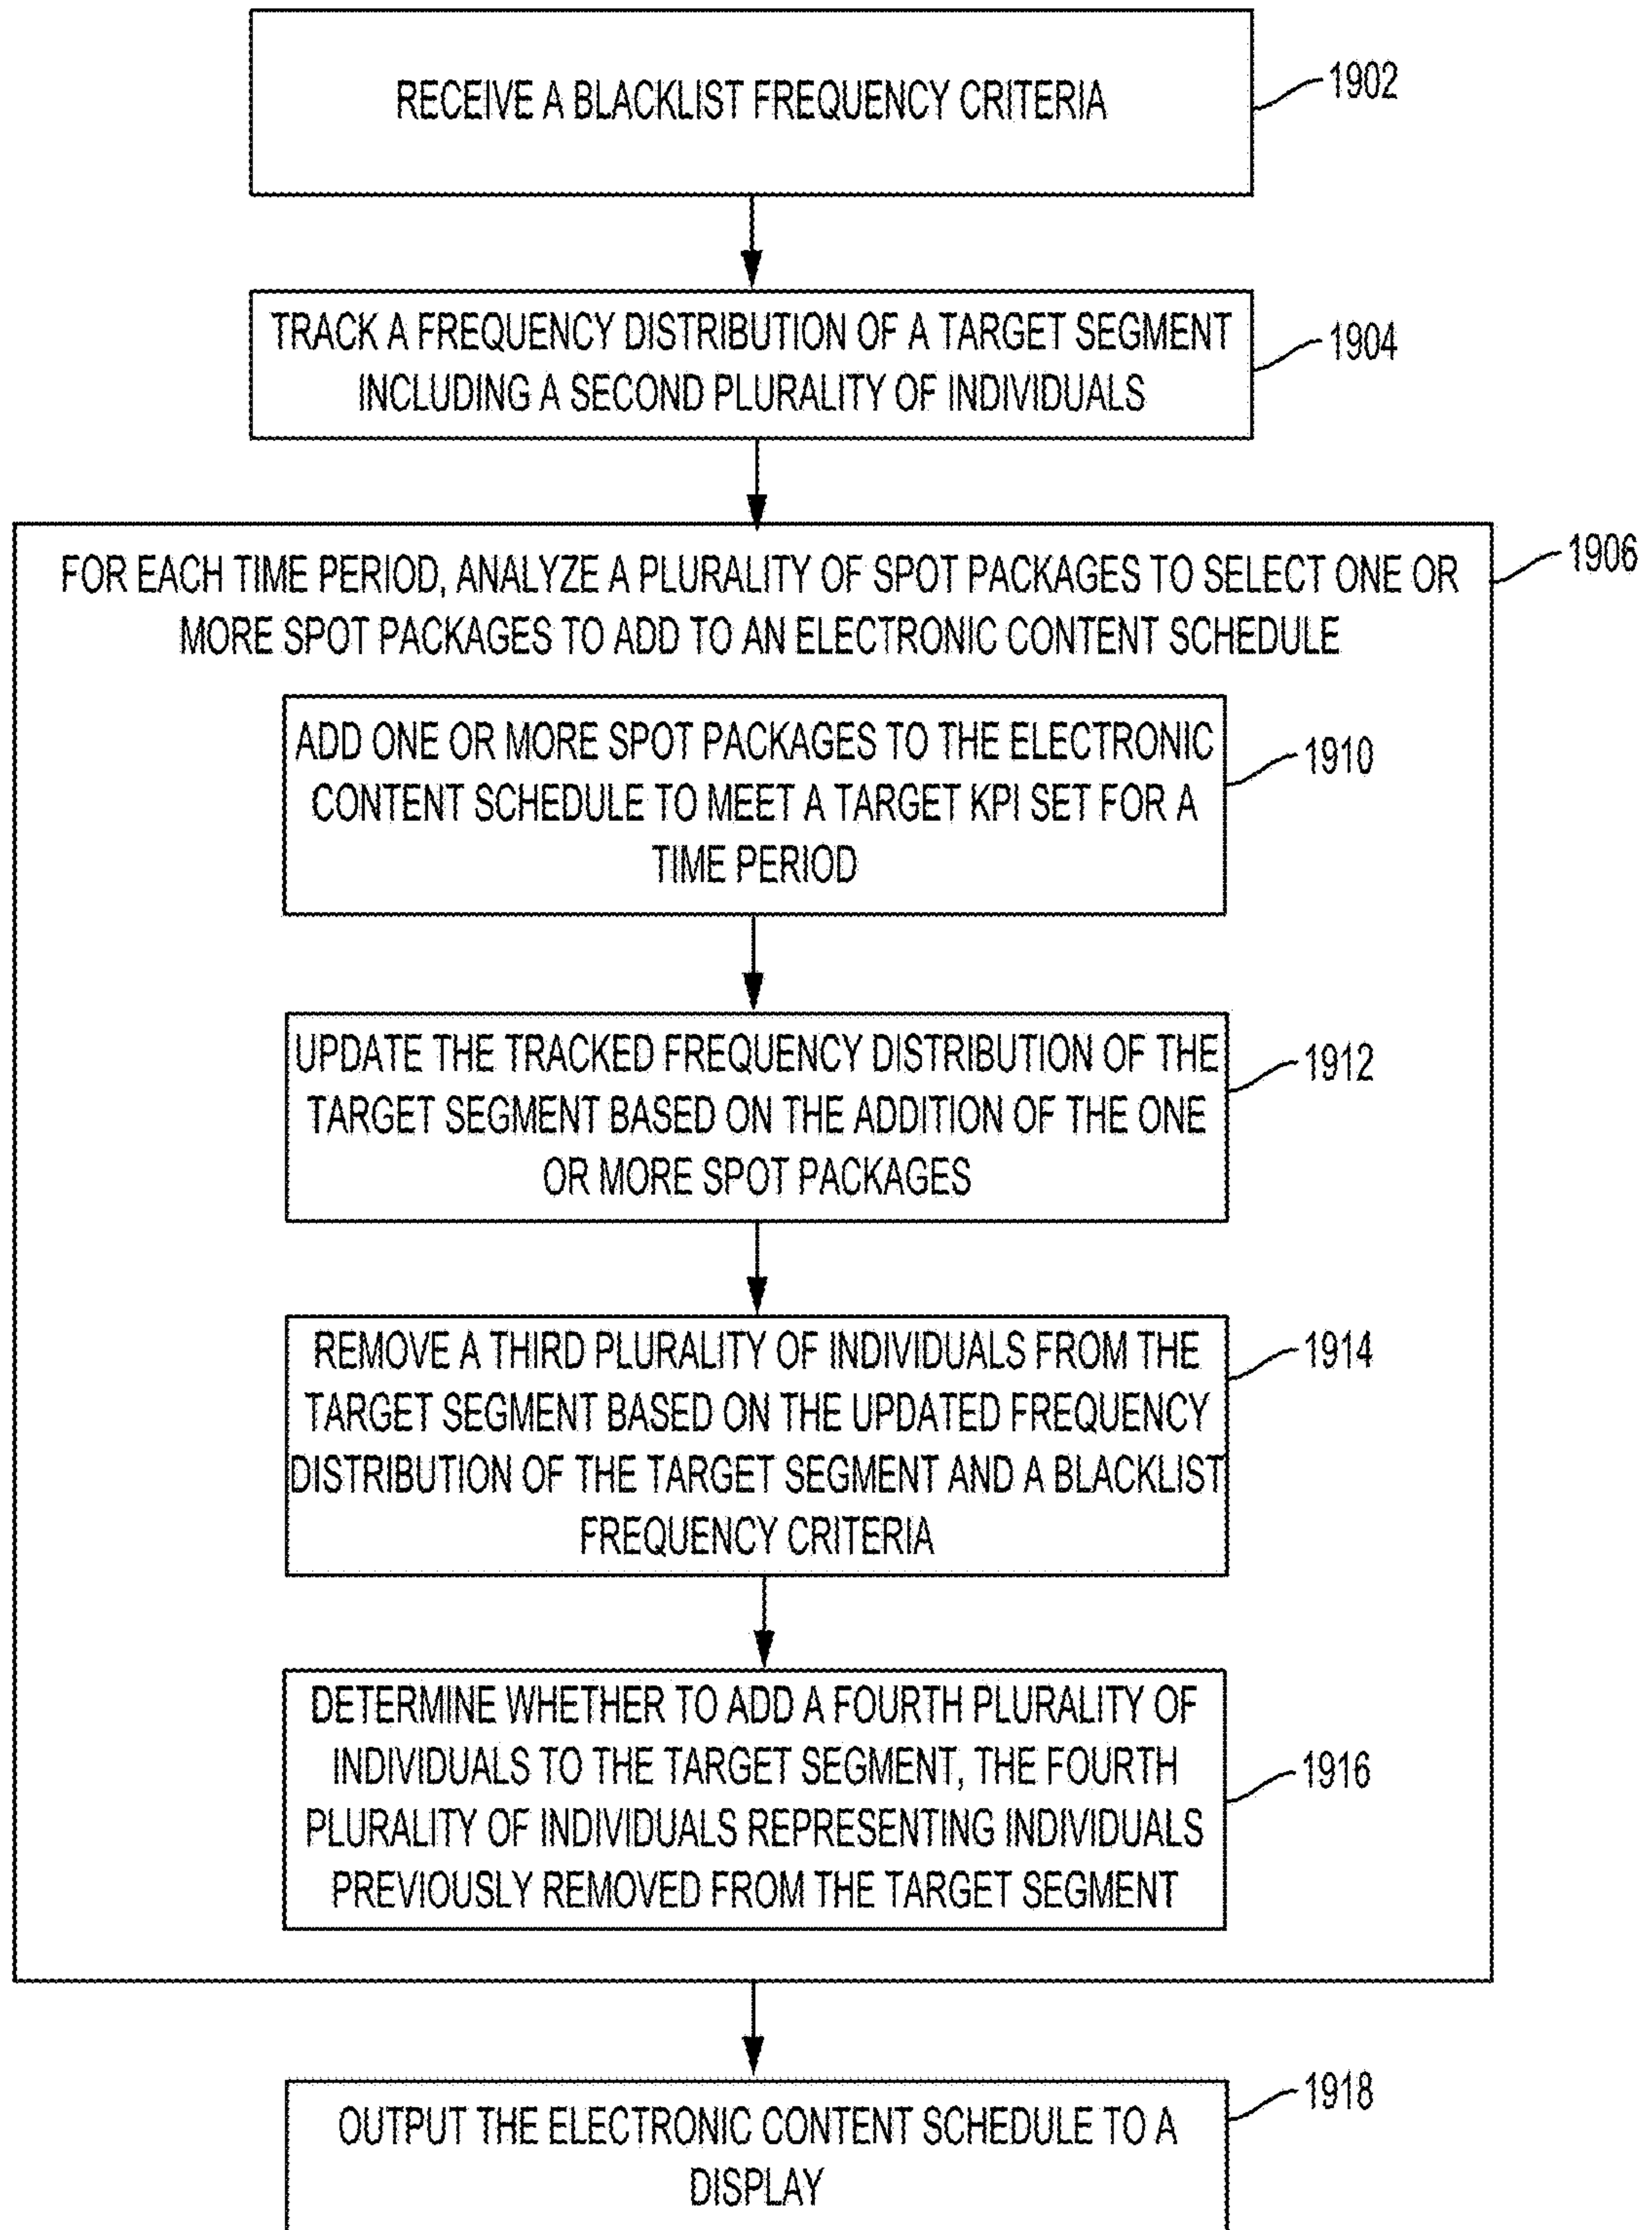 RECEIVE A BLACKLIST FREQUENCY CRITERIA
1902
TRACK A FREQUENCY DISTRIBUTION OF A TARGET SEGMENT
INCLUDING A SECOND PLURALITY OF INDIVIDUALS
1904
FOR EACH TIME PERIOD, ANALYZE A PLURALITY OF SPOT PACKAGES TO SELECT ONE OR
MORE SPOT PACKAGES TO ADD TO AN ELECTRONIC CONTENT SCHEDULE
1906
ADD ONE OR MORE SPOT PACKAGES TO THE ELECTRONIC
CONTENT SCHEDULE TO MEET A TARGET KPI SET FOR A
TIME PERIOD
1910
UPDATE THE TRACKED FREQUENCY DISTRIBUTION OF THE
TARGET SEGMENT BASED ON THE ADDITION OF THE ONE
OR MORE SPOT PACKAGES
1912
REMOVE A THIRD PLURALITY OF INDIVIDUALS FROM THE
TARGET SEGMENT BASED ON THE UPDATED FREQUENCY
DISTRIBUTION OF THE TARGET SEGMENT AND A BLACKLIST
FREQUENCY CRITERIA
1914
DETERMINE WHETHER TO ADD A FOURTH PLURALITY OF
INDIVIDUALS TO THE TARGET SEGMENT, THE FOURTH
PLURALITY OF INDIVIDUALS REPRESENTING INDIVIDUALS
PREVIOUSLY REMOVED FROM THE TARGET SEGMENT
1916
OUTPUT THE ELECTRONIC CONTENT SCHEDULE TO A
DISPLAY
1918